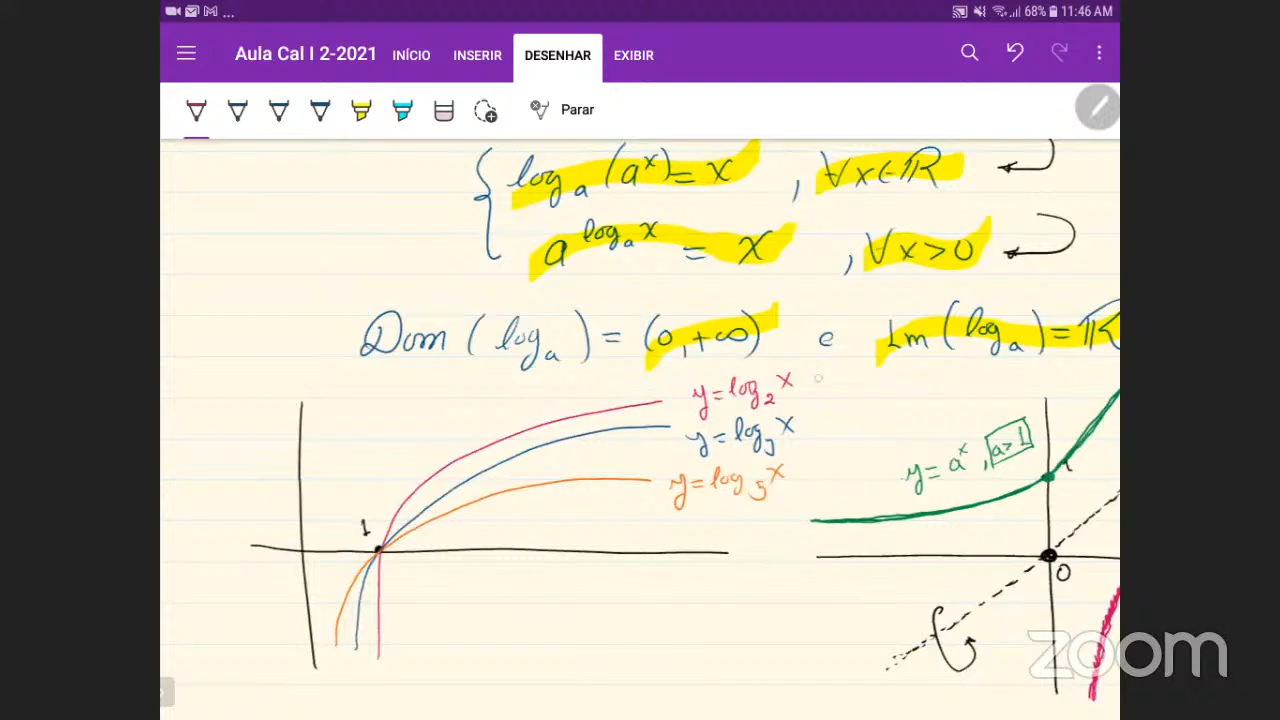 ... 68% 11:46 AM
Aula Cal I 2-2021 INÍCIO INSERIR DESENHAR EXIBIR
Parar
log_a (a^x) = x , ∀x∈ℝ
a^(log_a x) = x , ∀x>0
Dom (log_a) = (0,+∞) e Im (log_a) = ℝ
y = log_2 x
y = log_3 x
y = log_5 x
y = a^x, a>1
1
1
0
zoom